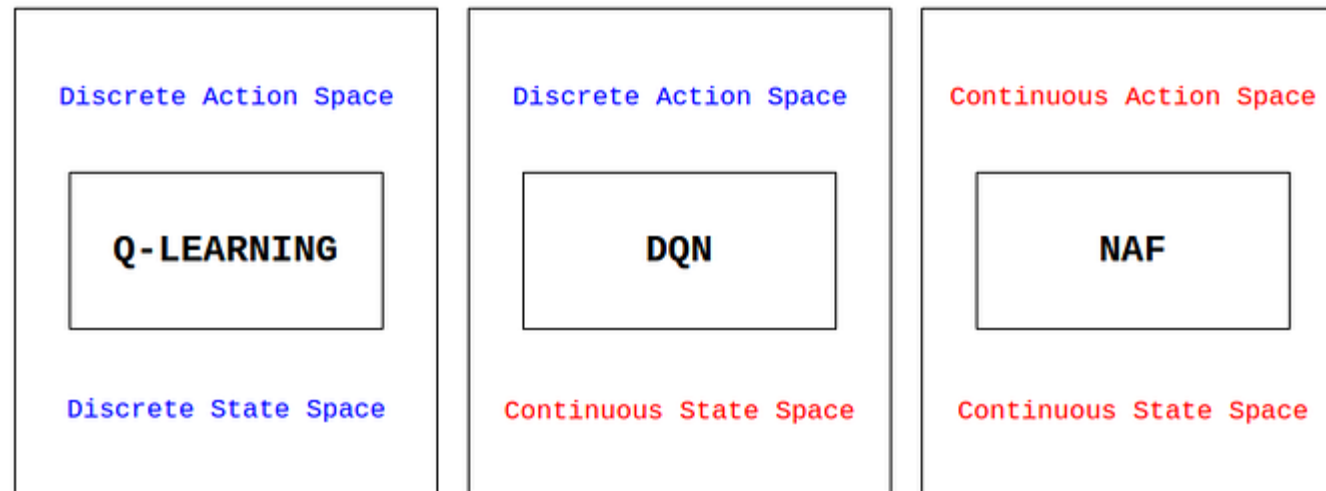 Discrete Action Space
Q-LEARNING
Discrete State Space
Discrete Action Space
DQN
Continuous State Space
Continuous Action Space
NAF
Continuous State Space